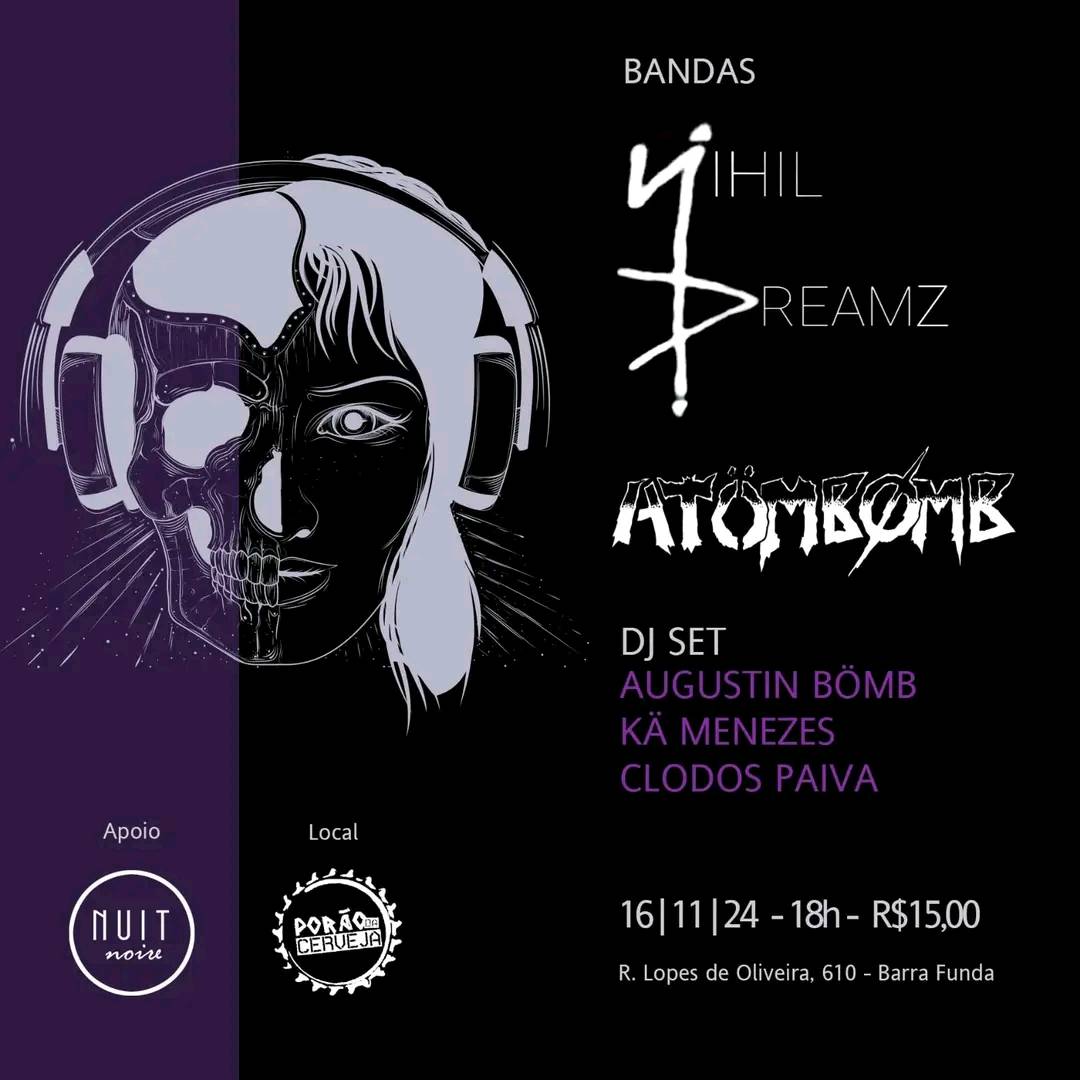 BANDAS
NIHIL
DREAMZ
ATÖMBØMB
DJ SET
AUGUSTIN BÖMB
KÄ MENEZES
CLODOS PAIVA
Apoio
NUIT
noire
Local
PORÃO DA
CERVEJA
16|11|24 - 18h - R$15,00
R. Lopes de Oliveira, 610 - Barra Funda